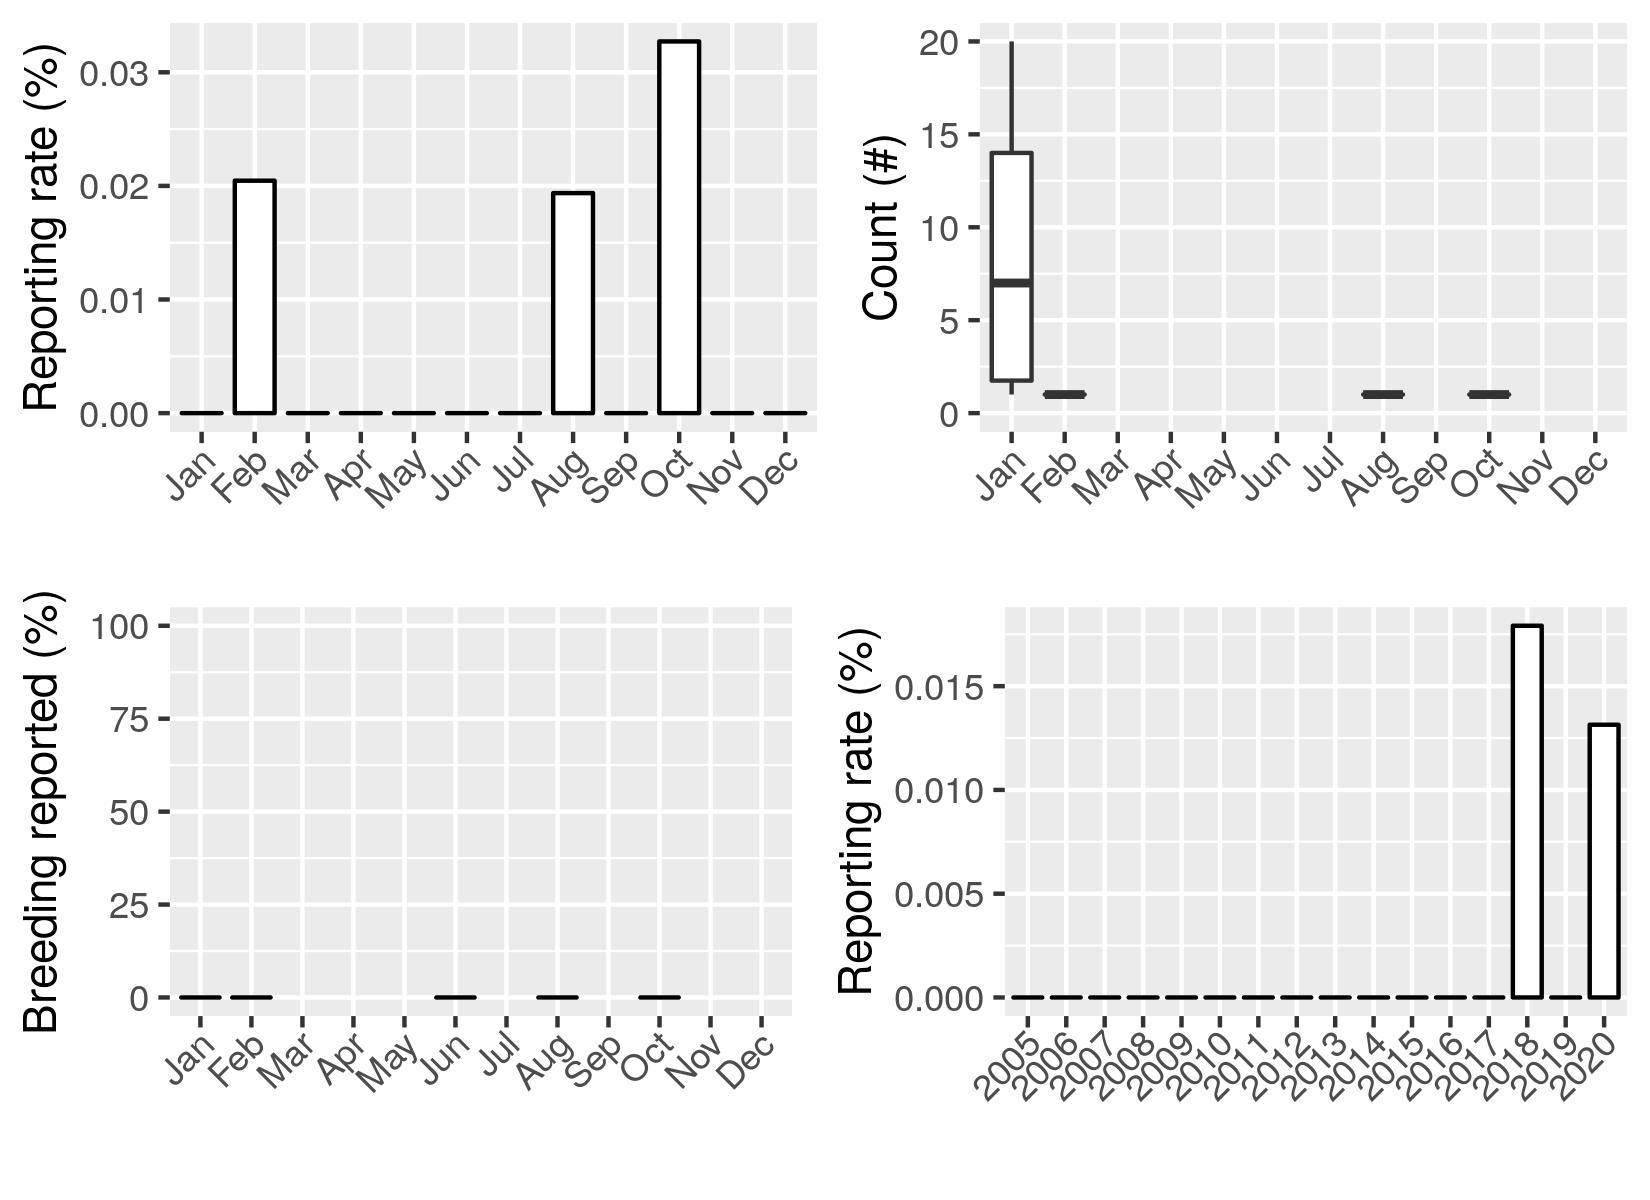 Reporting rate (%)
0.03
0.02
0.01
0.00
Jan Feb Mar Apr May Jun Jul Aug Sep Oct Nov Dec
Count (#)
20
15
10
5
0
Jan Feb Mar Apr May Jun Jul Aug Sep Oct Nov Dec
Breeding reported (%)
100
75
50
25
0
Jan Feb Mar Apr May Jun Jul Aug Sep Oct Nov Dec
Reporting rate (%)
0.015
0.010
0.005
0.000
2005 2006 2007 2008 2009 2010 2011 2012 2013 2014 2015 2016 2017 2018 2019 2020